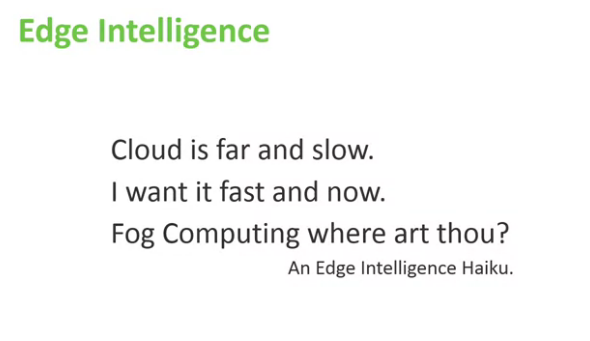 Edge Intelligence
Cloud is far and slow.
I want it fast and now.
Fog Computing where art thou?
An Edge Intelligence Haiku.